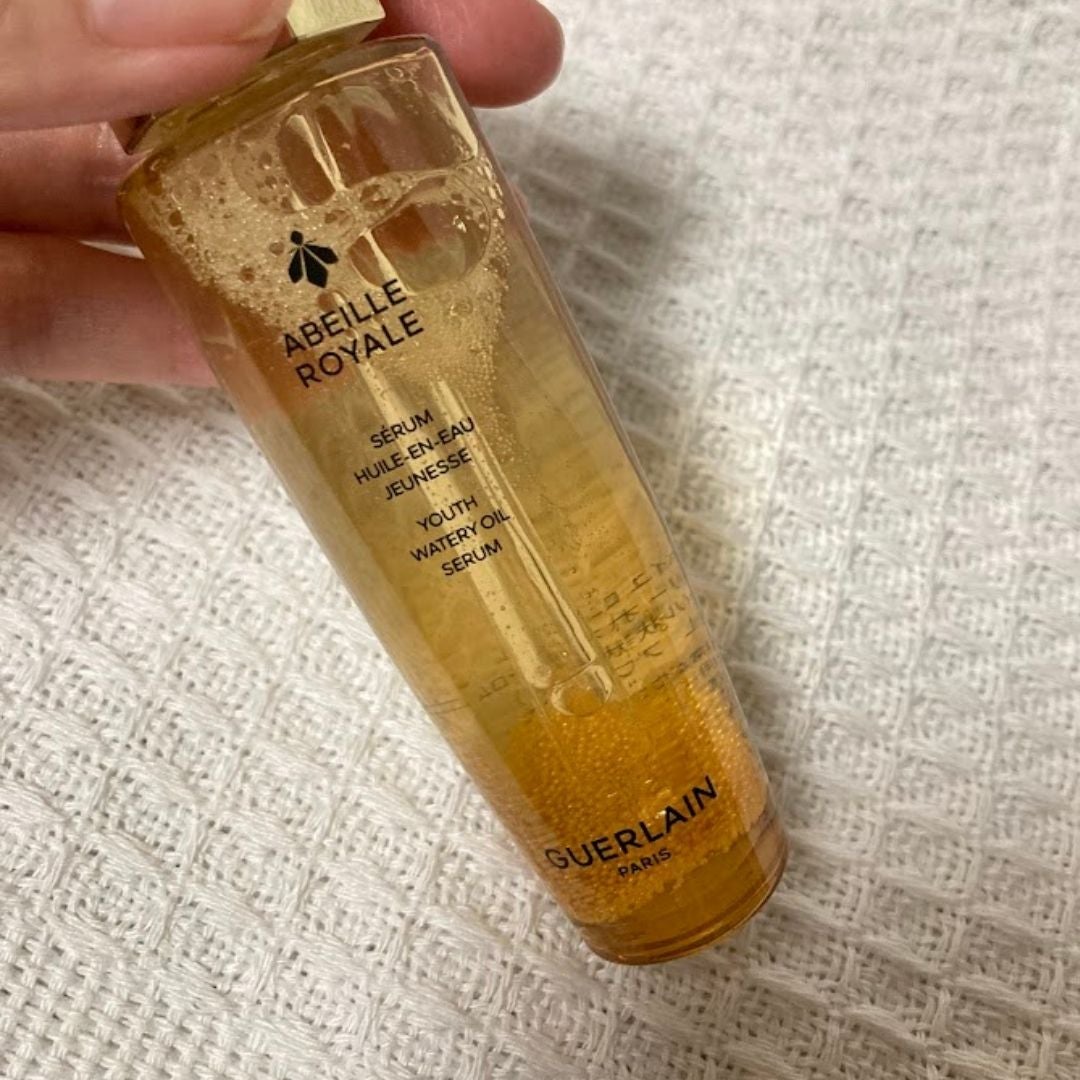 ABEILLE
ROYALE
SÉRUM
HUILE-EN-EAU
JEUNESSE
YOUTH
WATERY OIL
SERUM
GUERLAIN
PARIS